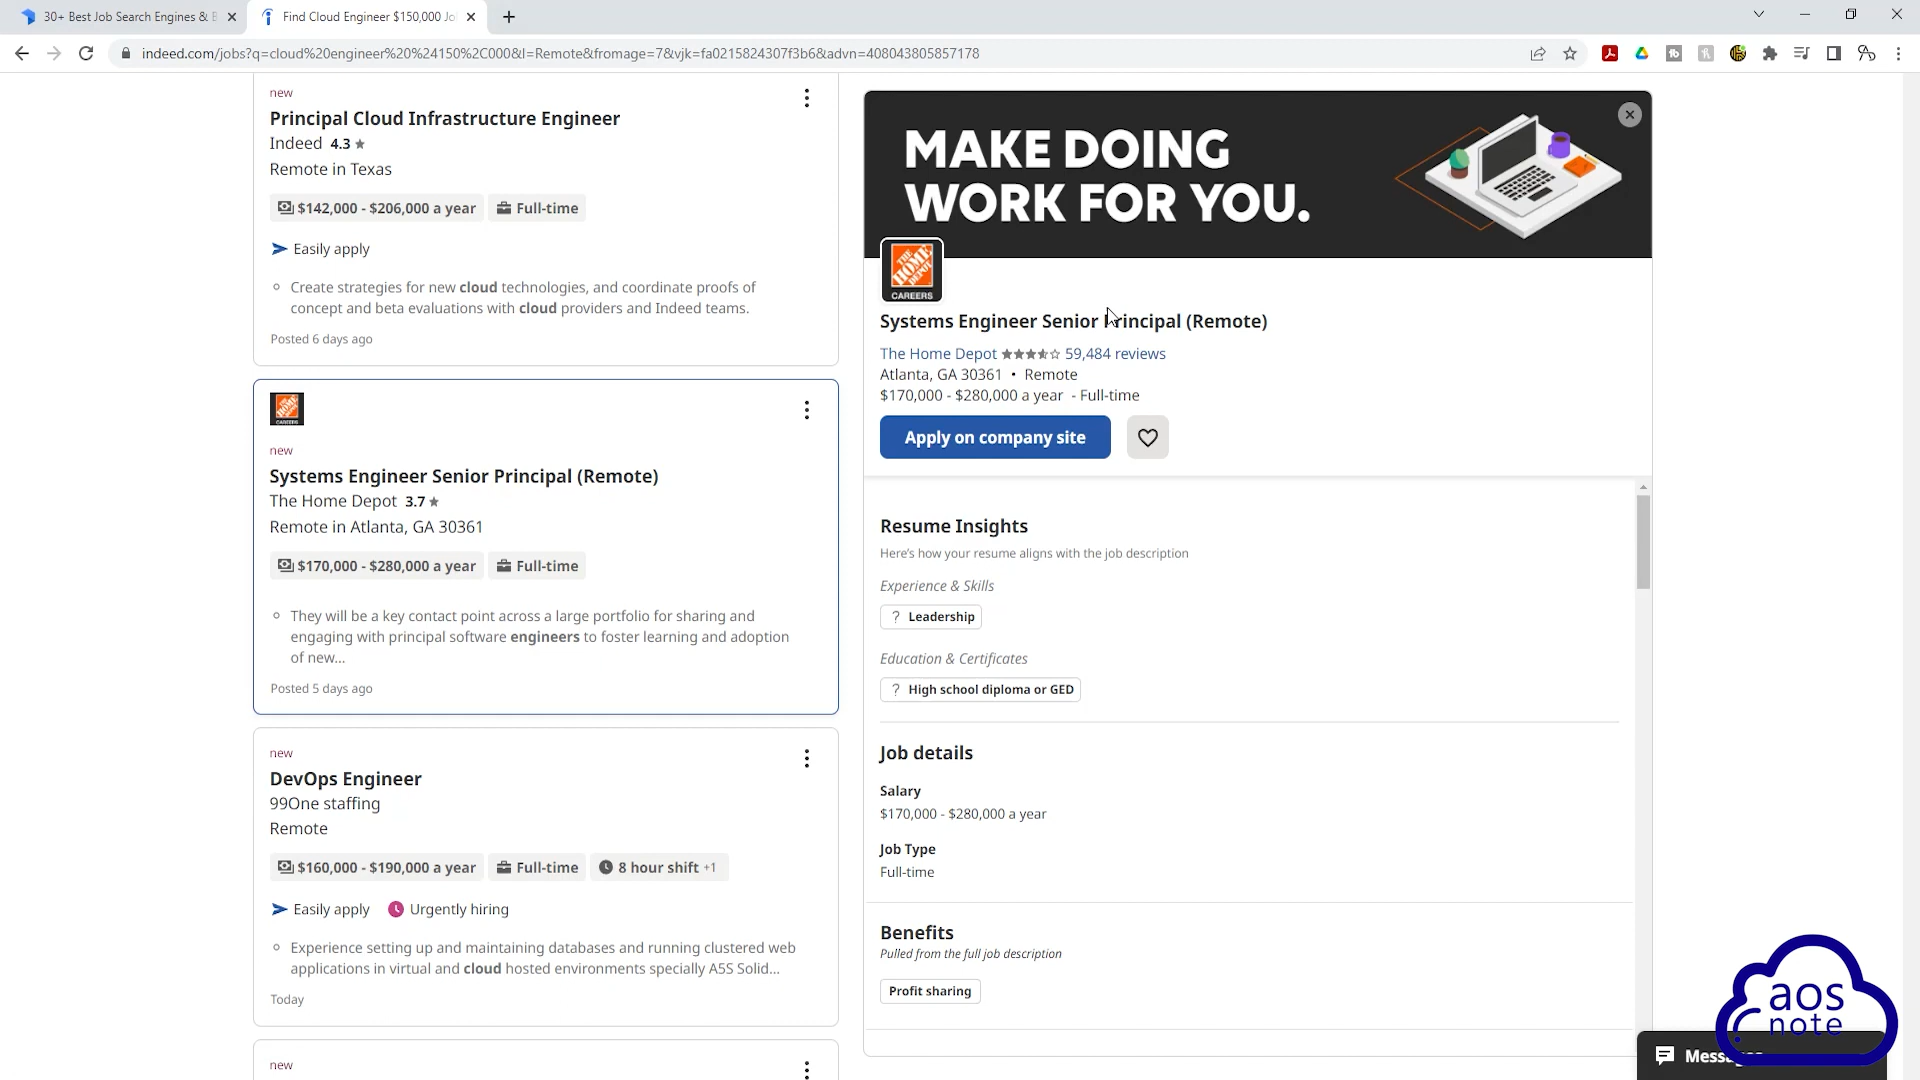 30+ Best Job Search Engines & B
Find Cloud Engineer $150,000 Jo
indeed.com/jobs?q=cloud%20engineer%20%24150%2C000&l=Remote&fromage=7&vjk=fa0215824307f3b6&advn=408043805857178
new
Principal Cloud Infrastructure Engineer
Indeed 4.3 ★
Remote in Texas
$142,000 - $206,000 a year
Full-time
Easily apply
Create strategies for new cloud technologies, and coordinate proofs of
concept and beta evaluations with cloud providers and Indeed teams.
Posted 6 days ago
THE HOME DEPOT
CAREERS
new
Systems Engineer Senior Principal (Remote)
The Home Depot 3.7 ★
Remote in Atlanta, GA 30361
$170,000 - $280,000 a year
Full-time
They will be a key contact point across a large portfolio for sharing and
engaging with principal software engineers to foster learning and adoption
of new...
Posted 5 days ago
new
DevOps Engineer
99One staffing
Remote
$160,000 - $190,000 a year
Full-time
8 hour shift +1
Easily apply
Urgently hiring
Experience setting up and maintaining databases and running clustered web
applications in virtual and cloud hosted environments specially A5S Solid...
Today
new
MAKE DOING
WORK FOR YOU.
THE HOME DEPOT
CAREERS
Systems Engineer Senior Principal (Remote)
The Home Depot ★★★★☆ 59,484 reviews
Atlanta, GA 30361 • Remote
$170,000 - $280,000 a year - Full-time
Apply on company site
Resume Insights
Here's how your resume aligns with the job description
Experience & Skills
? Leadership
Education & Certificates
? High school diploma or GED
Job details
Salary
$170,000 - $280,000 a year
Job Type
Full-time
Benefits
Pulled from the full job description
Profit sharing
aos
note